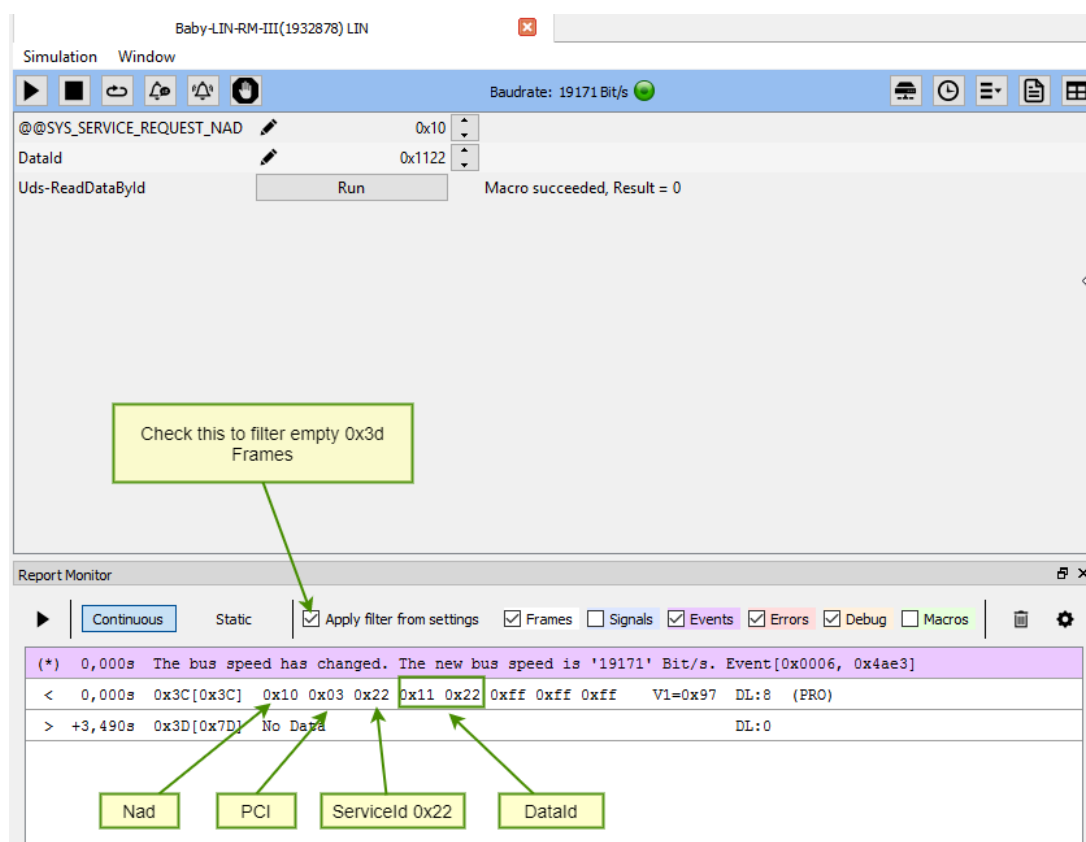 Baby-LIN-RM-III(1932878) LIN
Simulation Window
Baudrate: 19171 Bit/s
@@SYS_SERVICE_REQUEST_NAD 0x10
DataId 0x1122
Uds-ReadDataById Run Macro succeeded, Result = 0
Check this to filter empty 0x3d
Frames
Report Monitor
Continuous Static Apply filter from settings Frames Signals Events Errors Debug Macros
(*) 0,000s The bus speed has changed. The new bus speed is '19171' Bit/s. Event[0x0006, 0x4ae3]
< 0,000s 0x3C[0x3C] 0x10 0x03 0x22 0x11 0x22 0xff 0xff 0xff V1=0x97 DL:8 (PRO)
> +3,490s 0x3D[0x7D] No Data DL:0
Nad PCI ServiceId 0x22 DataId